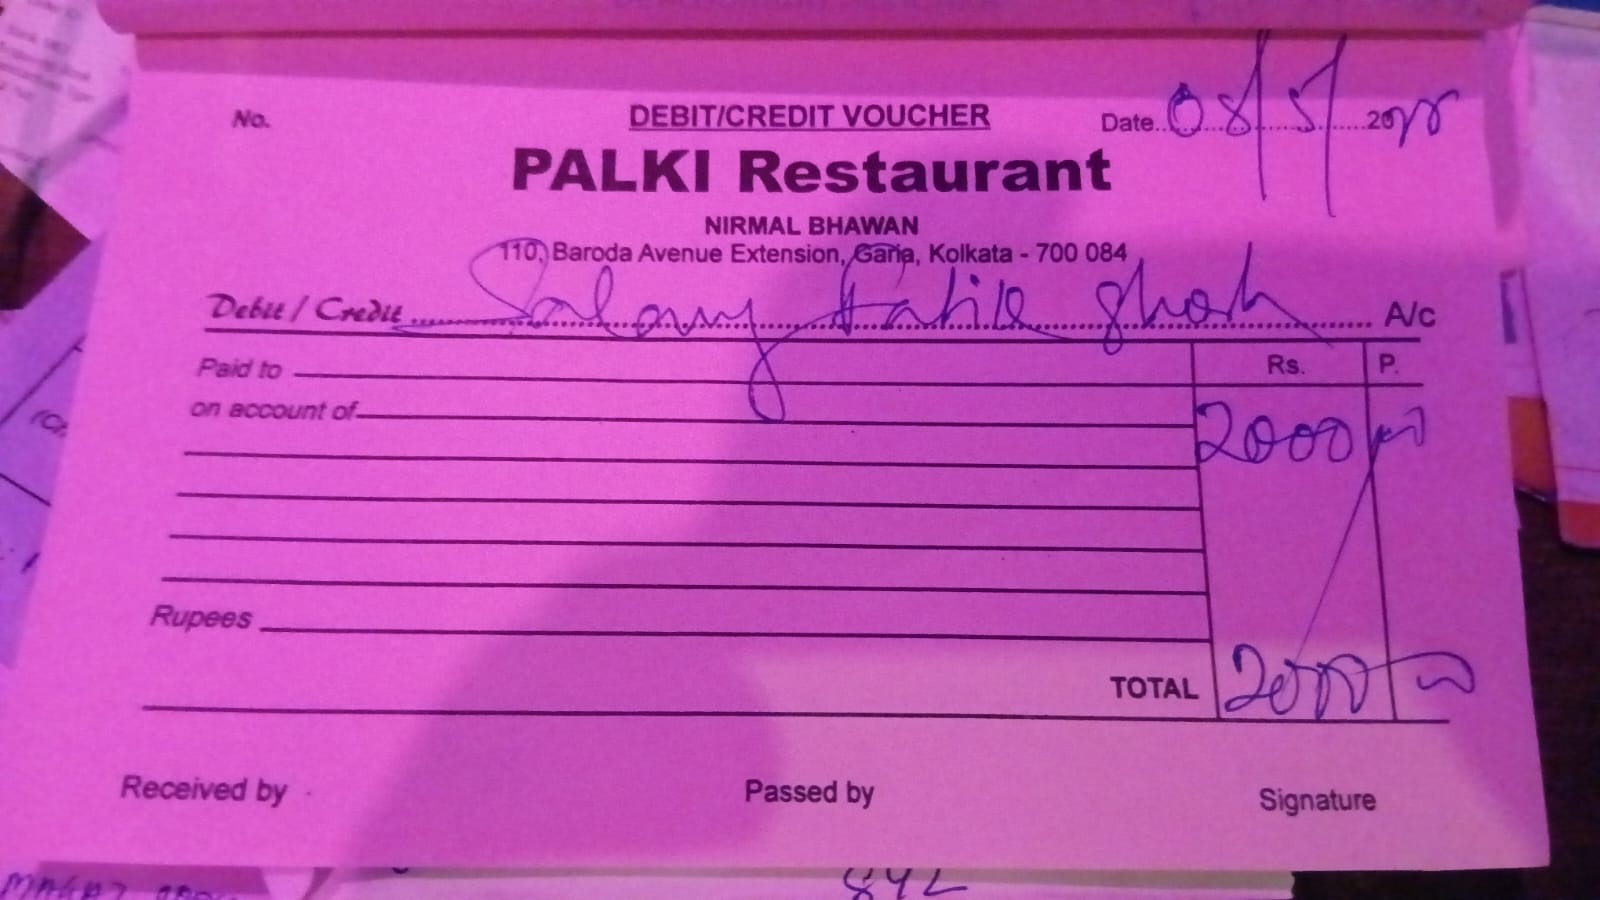 No.
DEBIT/CREDIT VOUCHER
Date 08/5/2022
PALKI Restaurant
NIRMAL BHAWAN
110, Baroda Avenue Extension, Garia, Kolkata - 700 084
Debit / Credit Salary Fatik Ghosh A/c
Paid to
Rs. P.
on account of
2000
Rupees
TOTAL 2000
Received by
Passed by
Signature
842